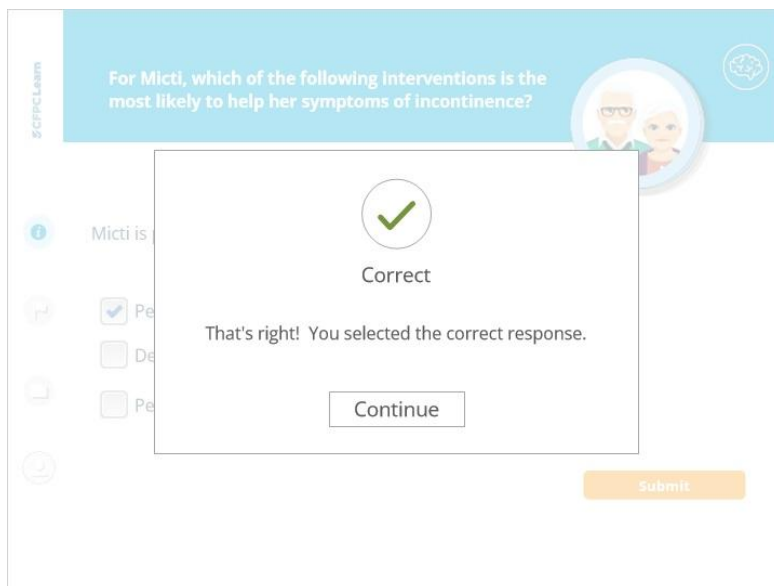 SCFPCLearn
For Micti, which of the following interventions is the
most likely to help her symptoms of incontinence?
Micti is
Correct
That's right!  You selected the correct response.
Continue
Pe
De
Pe
Submit